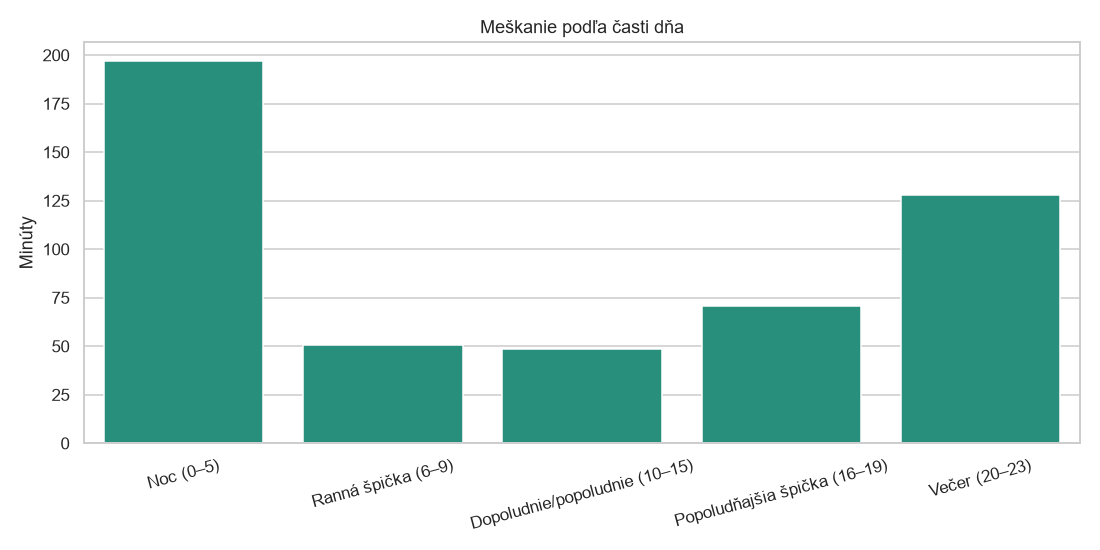 Meškanie podľa časti dňa
Minúty
200
175
150
125
100
75
50
25
0
Noc (0–5)
Ranná špička (6–9)
Dopoludnie/popoludnie (10–15)
Popoludňajšia špička (16–19)
Večer (20–23)